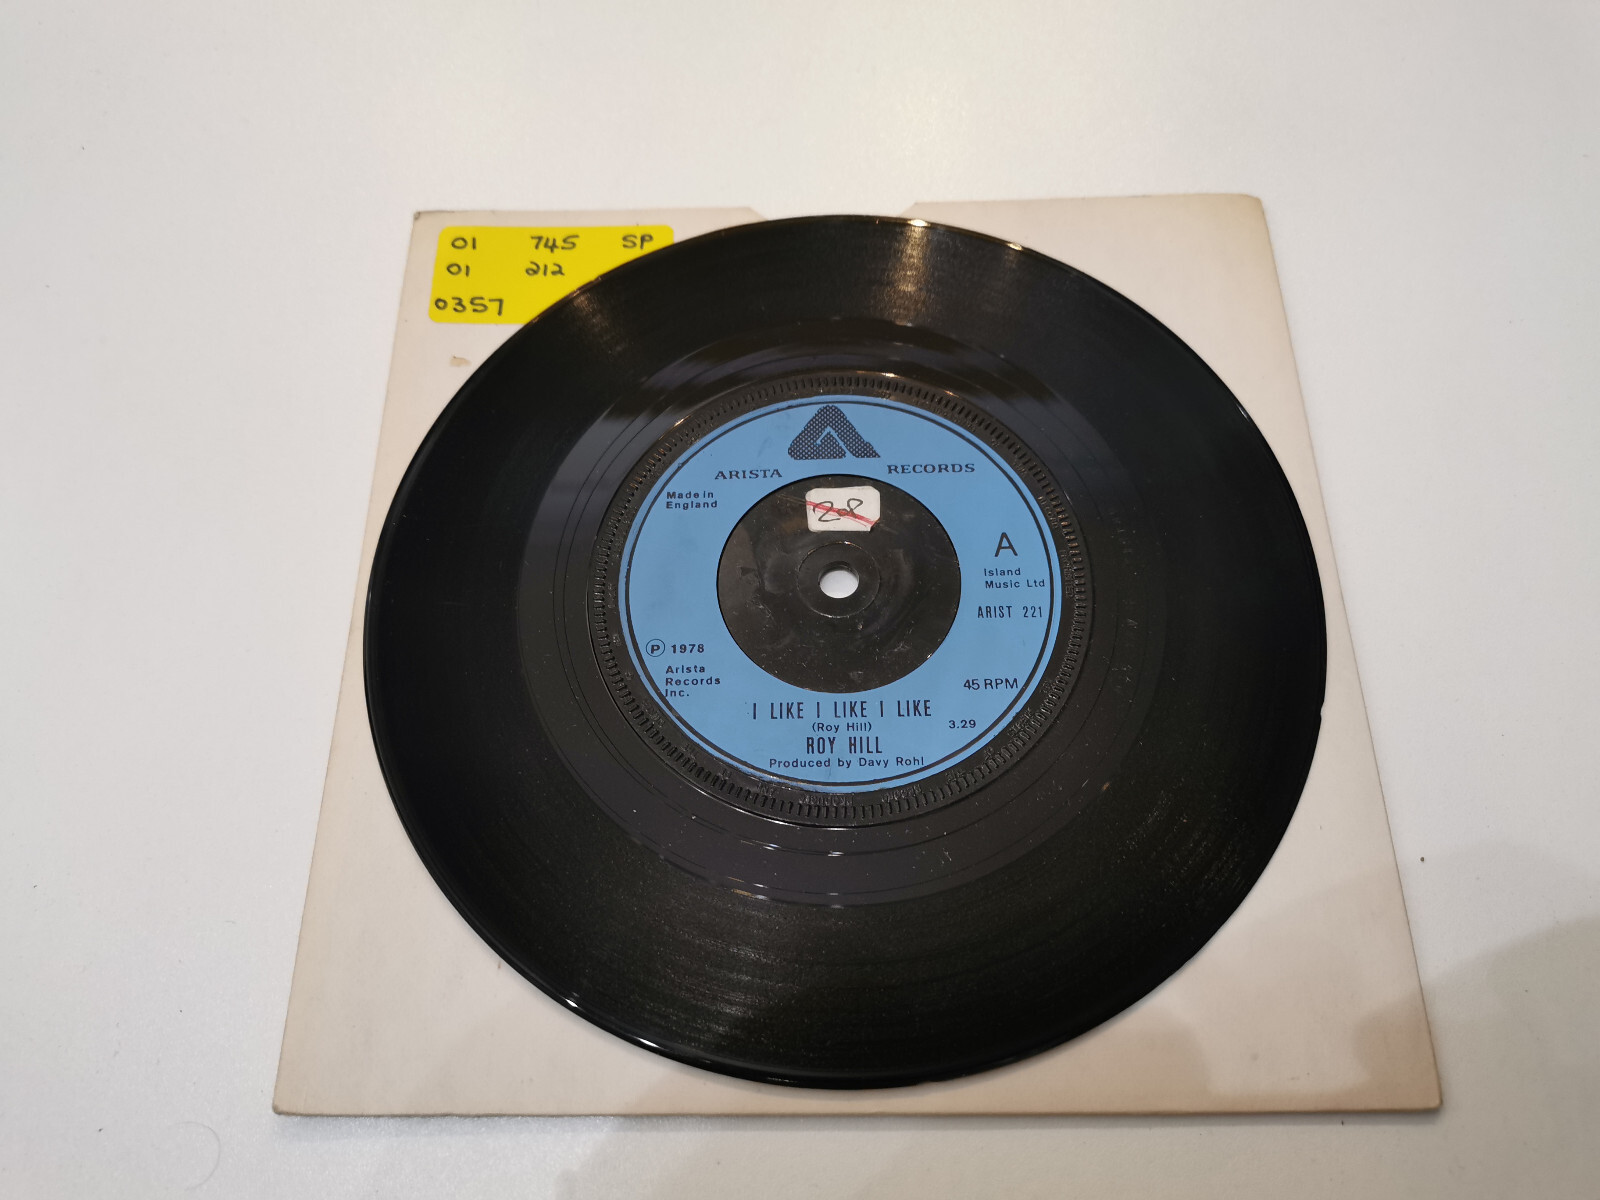 01 745 SP
01 212
0357
ARISTA RECORDS
Made in
England
28
A
Island
Music Ltd
ARIST 221
℗ 1978
Arista
Records
Inc.
45 RPM
I LIKE I LIKE I LIKE
(Roy Hill)
3.29
ROY HILL
Produced by Davy Rohl